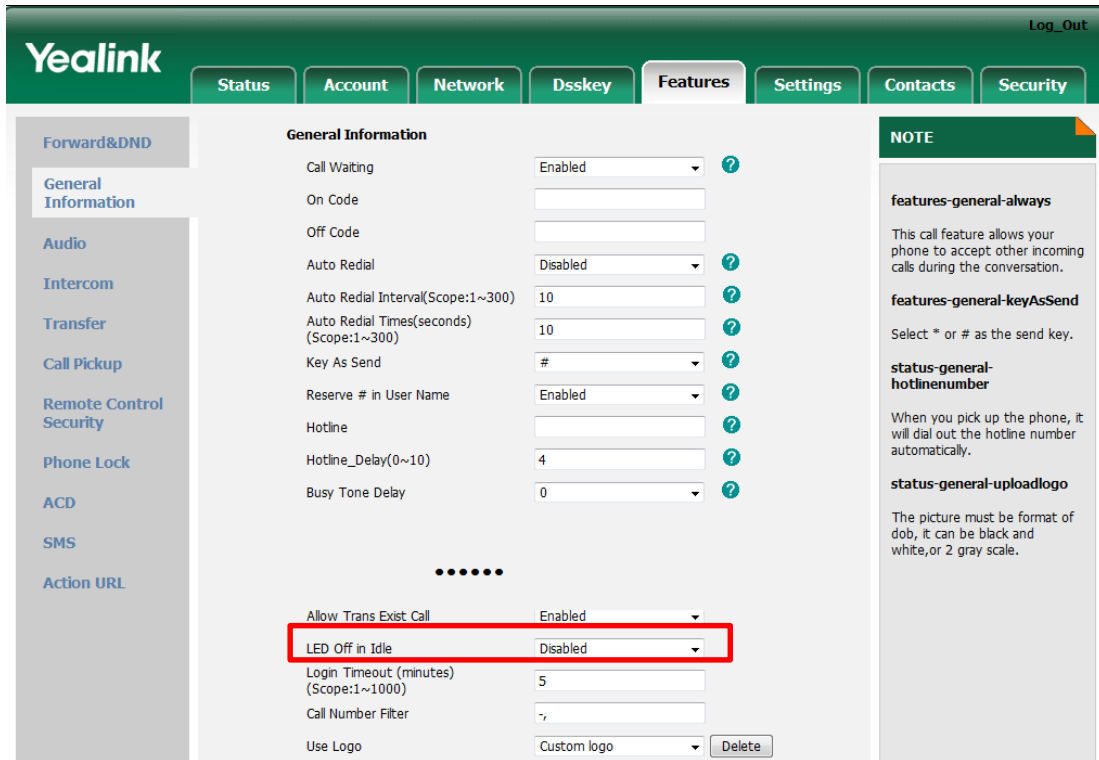 Log_Out
Yealink
Status Account Network Dsskey Features Settings Contacts Security
Forward&DND
General
Information
Audio
Intercom
Transfer
Call Pickup
Remote Control
Security
Phone Lock
ACD
SMS
Action URL
General Information
Call Waiting Enabled ?
On Code
Off Code
Auto Redial Disabled ?
Auto Redial Interval(Scope:1~300) 10 ?
Auto Redial Times(seconds)
(Scope:1~300) 10 ?
Key As Send # ?
Reserve # in User Name Enabled ?
Hotline ?
Hotline_Delay(0~10) 4 ?
Busy Tone Delay 0 ?
••••••
Allow Trans Exist Call Enabled
LED Off in Idle Disabled
Login Timeout (minutes)
(Scope:1~1000) 5
Call Number Filter -,
Use Logo Custom logo Delete
NOTE
features-general-always
This call feature allows your
phone to accept other incoming
calls during the conversation.
features-general-keyAsSend
Select * or # as the send key.
status-general-
hotlinenumber
When you pick up the phone, it
will dial out the hotline number
automatically.
status-general-uploadlogo
The picture must be format of
dob, it can be black and
white,or 2 gray scale.